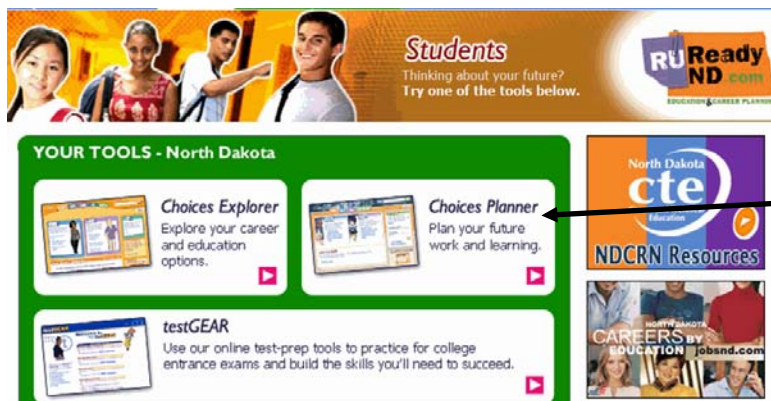 Students
Thinking about your future?
Try one of the tools below.
RUReady
ND.com
EDUCATION & CAREER PLANNING
YOUR TOOLS - North Dakota
Choices Explorer
Explore your career
and education
options.
Choices Planner
Plan your future
work and learning.
testGEAR
Use our online test-prep tools to practice for college
entrance exams and build the skills you'll need to succeed.
North Dakota
cte
Education
NDCRN Resources
NORTH DAKOTA
CAREERS BY
EDUCATION jobsnd.com